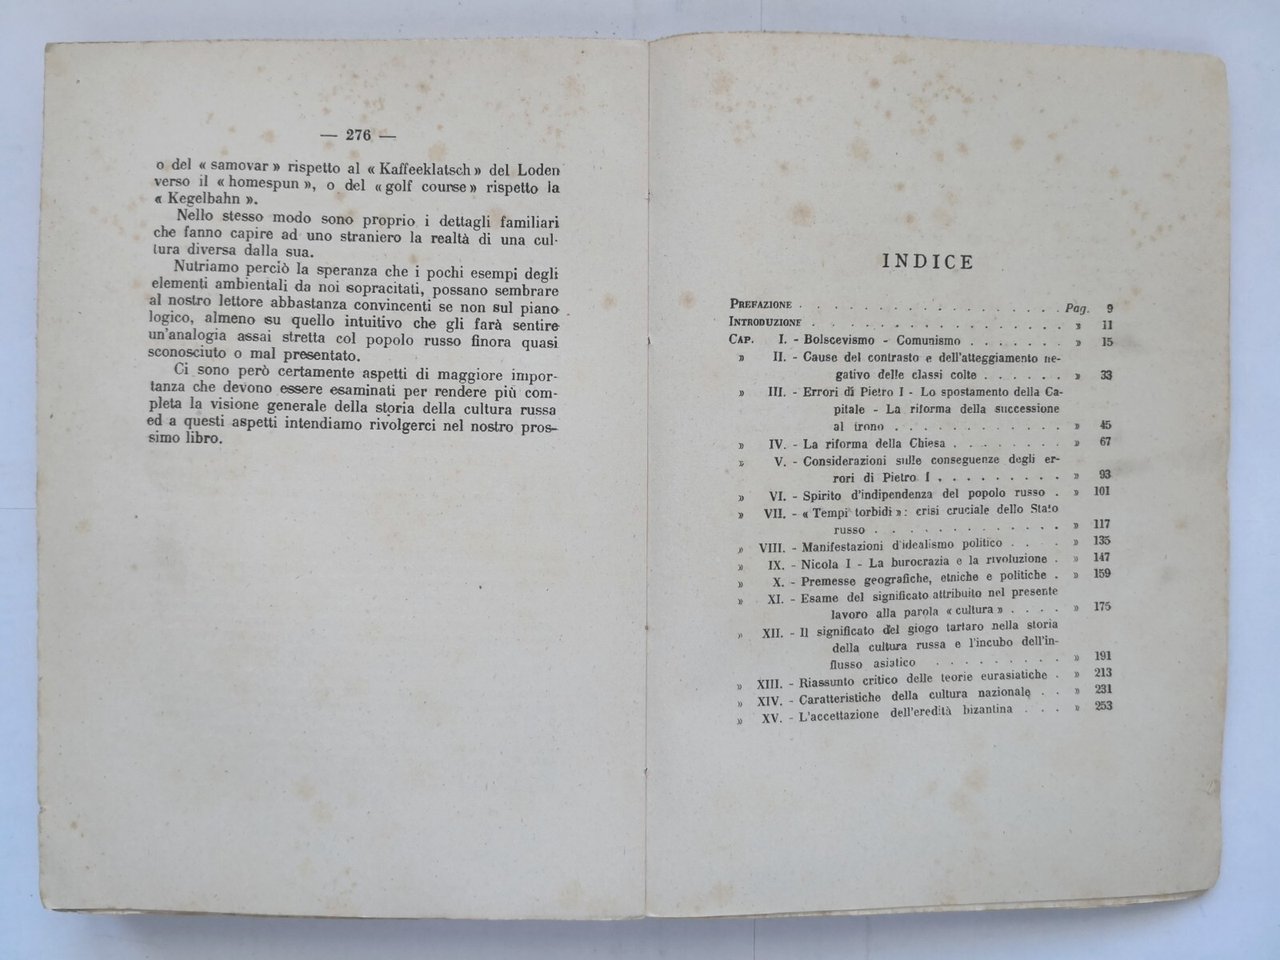 — 276 —
o del « samovar » rispetto al « Kaffeeklatsch » del Loden
verso il « homespun », o del « golf course » rispetto la
« Kegelbahn ».
Nello stesso modo sono proprio i dettagli familiari
che fanno capire ad uno straniero la realtà di una cul-
tura diversa dalla sua.
Nutriamo perciò la speranza che i pochi esempi degli
elementi ambientali da noi sopracitati, possano sembrare
al nostro lettore abbastanza convincenti se non sul piano
logico, almeno su quello intuitivo che gli farà sentire
un'analogia assai stretta col popolo russo finora quasi
sconosciuto o mal presentato.
Ci sono però certamente aspetti di maggiore impor-
tanza che devono essere esaminati per rendere più com-
pleta la visione generale della storia della cultura russa
ed a questi aspetti intendiamo rivolgerci nel nostro pros-
simo libro.
INDICE
Prefazione . . . . . . . . . . . . . . . . Pag. 9
Introduzione . . . . . . . . . . . . . . . » 11
Cap. I. - Bolscevismo - Comunismo . . . . . . . » 15
» II. - Cause del contrasto e dell'atteggiamento ne-
gativo delle classi colte . . . . . . » 33
» III. - Errori di Pietro I - Lo spostamento della Ca-
pitale - La riforma della successione
al trono . . . . . . . . . . . . » 45
» IV. - La riforma della Chiesa . . . . . . . . » 67
» V. - Considerazioni sulle conseguenze degli er-
rori di Pietro I . . . . . . . . . » 93
» VI. - Spirito d'indipendenza del popolo russo . » 101
» VII. - « Tempi torbidi » : crisi cruciale dello Stato
russo . . . . . . . . . . . . . » 117
» VIII. - Manifestazioni d'idealismo politico . . . . » 135
» IX. - Nicola I - La burocrazia e la rivoluzione . » 147
» X. - Premesse geografiche, etniche e politiche . » 159
» XI. - Esame del significato attribuito nel presente
lavoro alla parola « cultura » . . . . » 175
» XII. - Il significato del giogo tartaro nella storia
della cultura russa e l'incubo dell'in-
flusso asiatico . . . . . . . . . » 191
» XIII. - Riassunto critico delle teorie eurasiatiche . » 213
» XIV. - Caratteristiche della cultura nazionale . . » 231
» XV. - L'accettazione dell'eredità bizantina . . . » 253